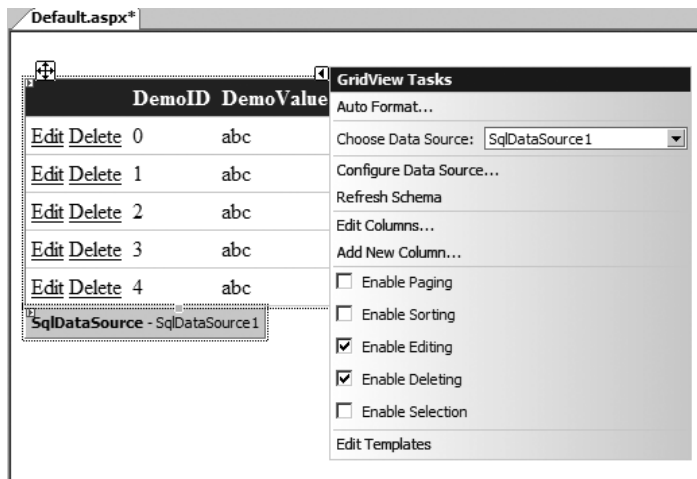 Default.aspx*
DemoID DemoValue
Edit Delete 0 abc
Edit Delete 1 abc
Edit Delete 2 abc
Edit Delete 3 abc
Edit Delete 4 abc
SqlDataSource - SqlDataSource1
GridView Tasks
Auto Format...
Choose Data Source: SqlDataSource1
Configure Data Source...
Refresh Schema
Edit Columns...
Add New Column...
Enable Paging
Enable Sorting
Enable Editing
Enable Deleting
Enable Selection
Edit Templates